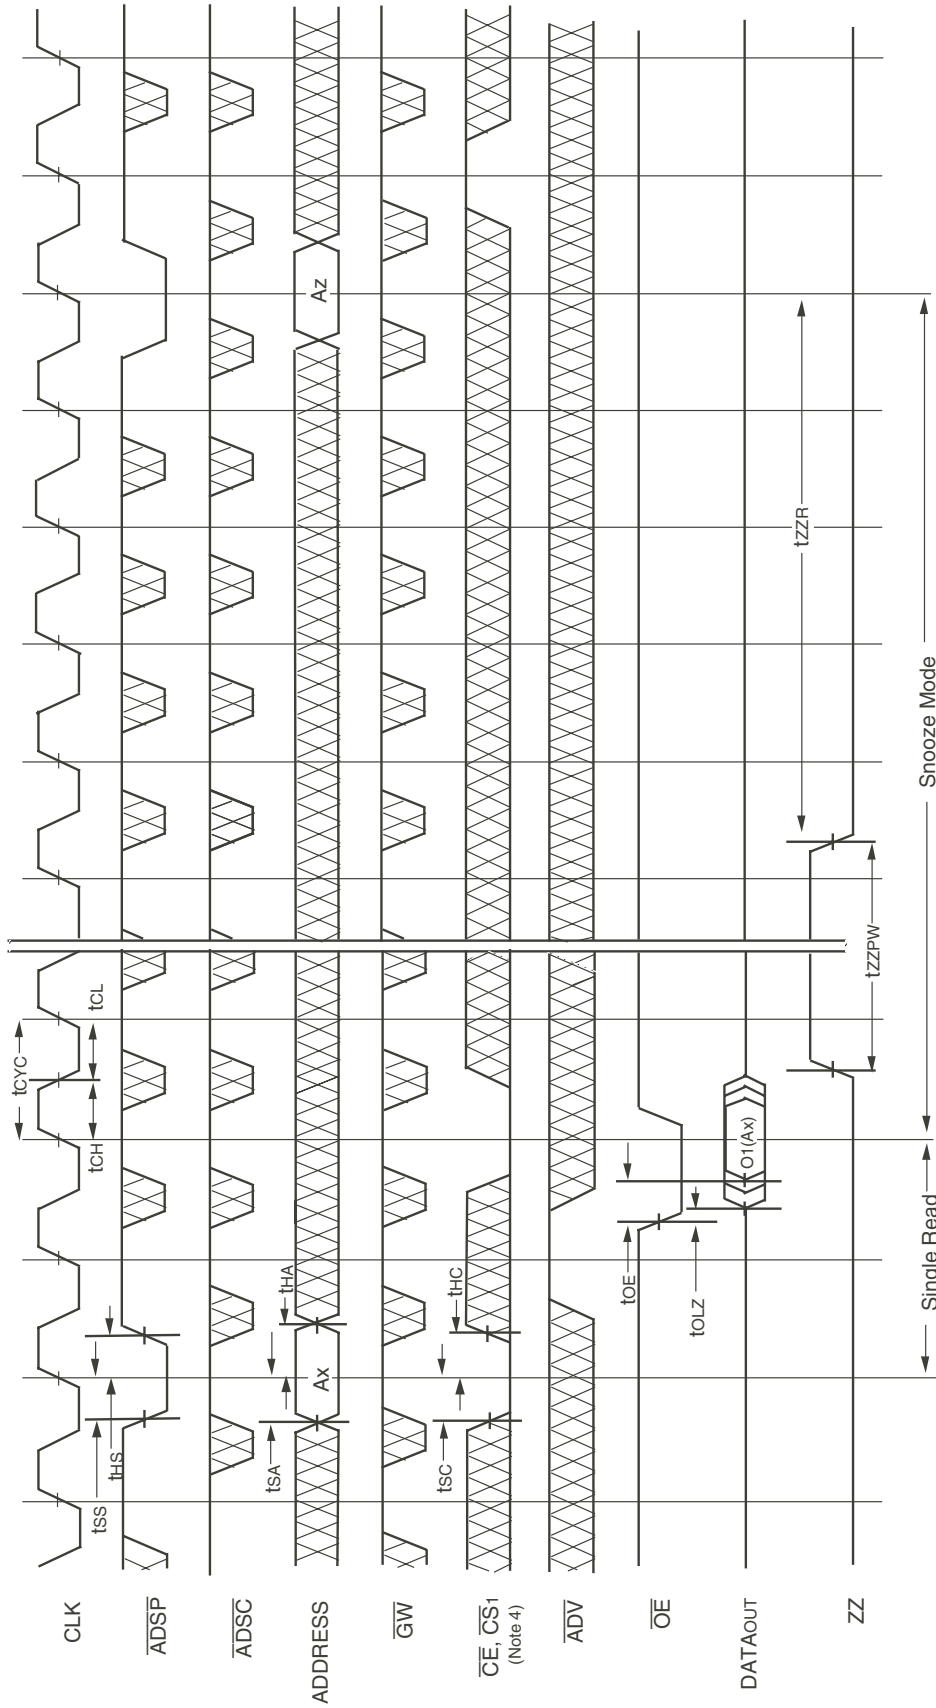 CLK
tCYC
tSS
tHS
tCH
tCL
ADSP
ADSC
ADDRESS
tSA
tHA
Ax
Az
GW
CE, CS1
(Note 4)
tSC
tHC
ADV
OE
tOE
tOLZ
DATAOUT
O1(Ax)
ZZ
tZZPW
tZZR
Single Read
Snooze Mode